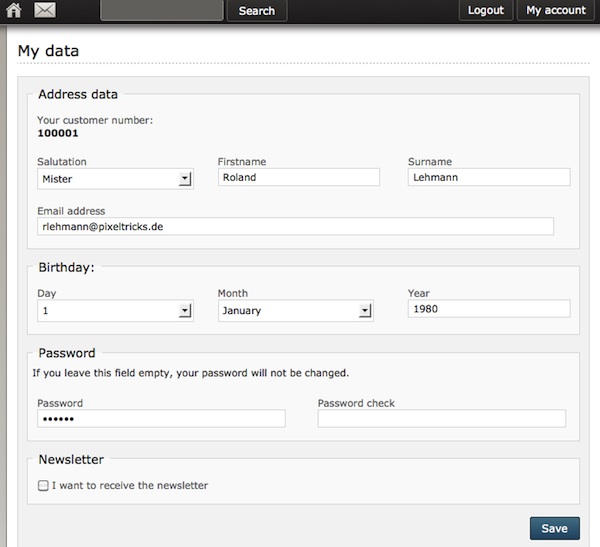 Search Logout My account
My data
Address data
Your customer number:
100001
Salutation Firstname Surname
Mister Roland Lehmann
Email address
rlehmann@pixeltricks.de
Birthday:
Day Month Year
1 January 1980
Password
If you leave this field empty, your password will not be changed.
Password Password check
••••••
Newsletter
I want to receive the newsletter
Save